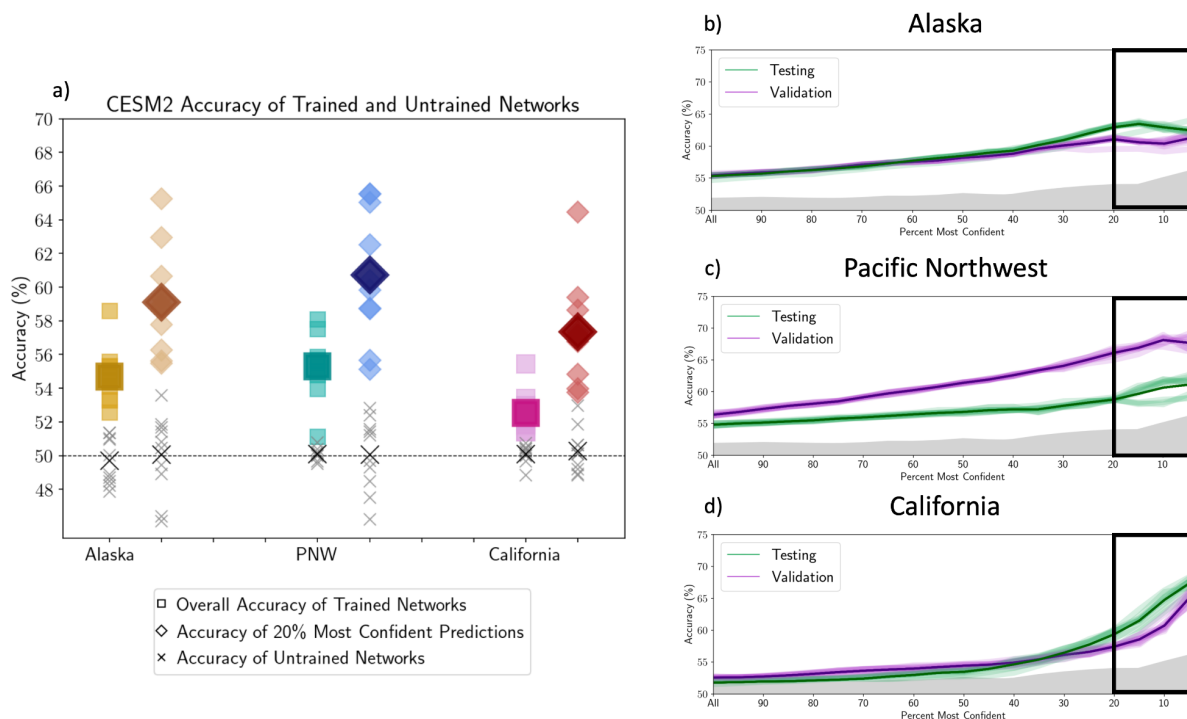 a)
CESM2 Accuracy of Trained and Untrained Networks
Accuracy (%)
70
68
66
64
62
60
58
56
54
52
50
48
Alaska
PNW
California
Overall Accuracy of Trained Networks
Accuracy of 20% Most Confident Predictions
Accuracy of Untrained Networks
b)
Alaska
Accuracy (%)
75
70
65
60
55
50
Testing
Validation
All 90 80 70 60 50 40 30 20 10
Percent Most Confident
c)
Pacific Northwest
Accuracy (%)
75
70
65
60
55
50
Testing
Validation
All 90 80 70 60 50 40 30 20 10
Percent Most Confident
d)
California
Accuracy (%)
75
70
65
60
55
50
Testing
Validation
All 90 80 70 60 50 40 30 20 10
Percent Most Confident